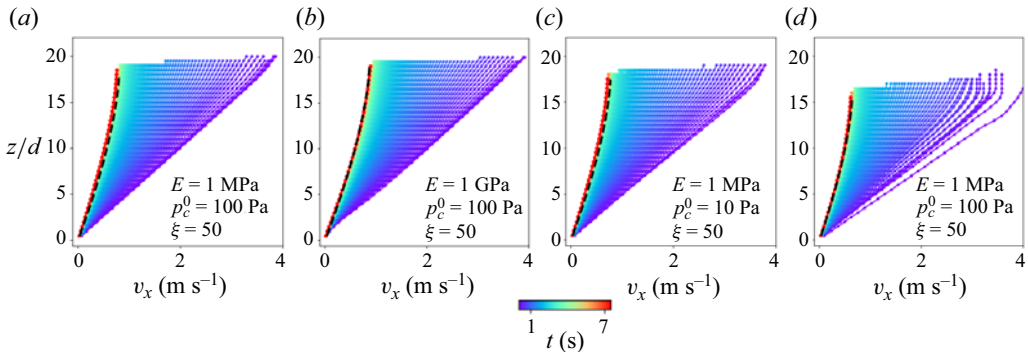 (a) (b) (c) (d)
20 20 20 20
15 15 15 15
z/d 10 10 10 10
E = 1 MPa E = 1 GPa E = 1 MPa E = 1 MPa
5 5 5 5
p_c^0 = 100 Pa p_c^0 = 100 Pa p_c^0 = 10 Pa p_c^0 = 100 Pa
ξ = 50 ξ = 50 ξ = 50 ξ = 50
0 0 0 0
0 2 4 0 2 4 0 2 4 0 2 4
v_x (m s⁻¹) v_x (m s⁻¹) v_x (m s⁻¹) v_x (m s⁻¹)
1 7
t (s)